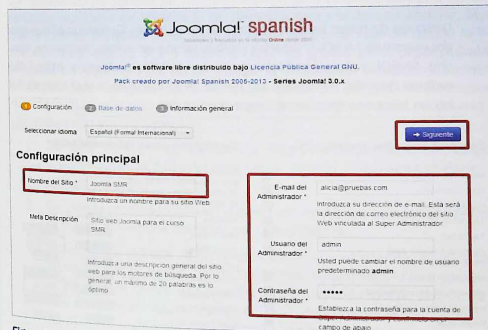 Joomla! spanish
Online
Joomla!® es software libre distribuido bajo Licencia Pública General GNU.
Pack creado por Joomla! Spanish 2005-2013 - Series Joomla! 3.0.x
1 Configuración 2 Base de datos 3 Información general
Seleccionar idioma Español (Formal Internacional)
→ Siguiente
Configuración principal
Nombre del Sitio * Joomla SMR
Introduzca un nombre para su sitio Web
Meta Descripción Sitio web Joomla para el curso
SMR
Introduzca una descripción general del sitio
web para los motores de búsqueda. Por lo
general, un máximo de 20 palabras es lo
óptimo.
E-mail del
Administrador *
alicia@pruebas.com
Introduzca su dirección de e-mail. Esta será
la dirección de correo electrónico del sitio
Web vinculada al Super Administrador
Usuario del
Administrador *
admin
Usted puede cambiar el nombre de usuario
predeterminado admin
Contraseña del
Administrador *
•••••
Establezca la contraseña para la cuenta de
campo de abajo